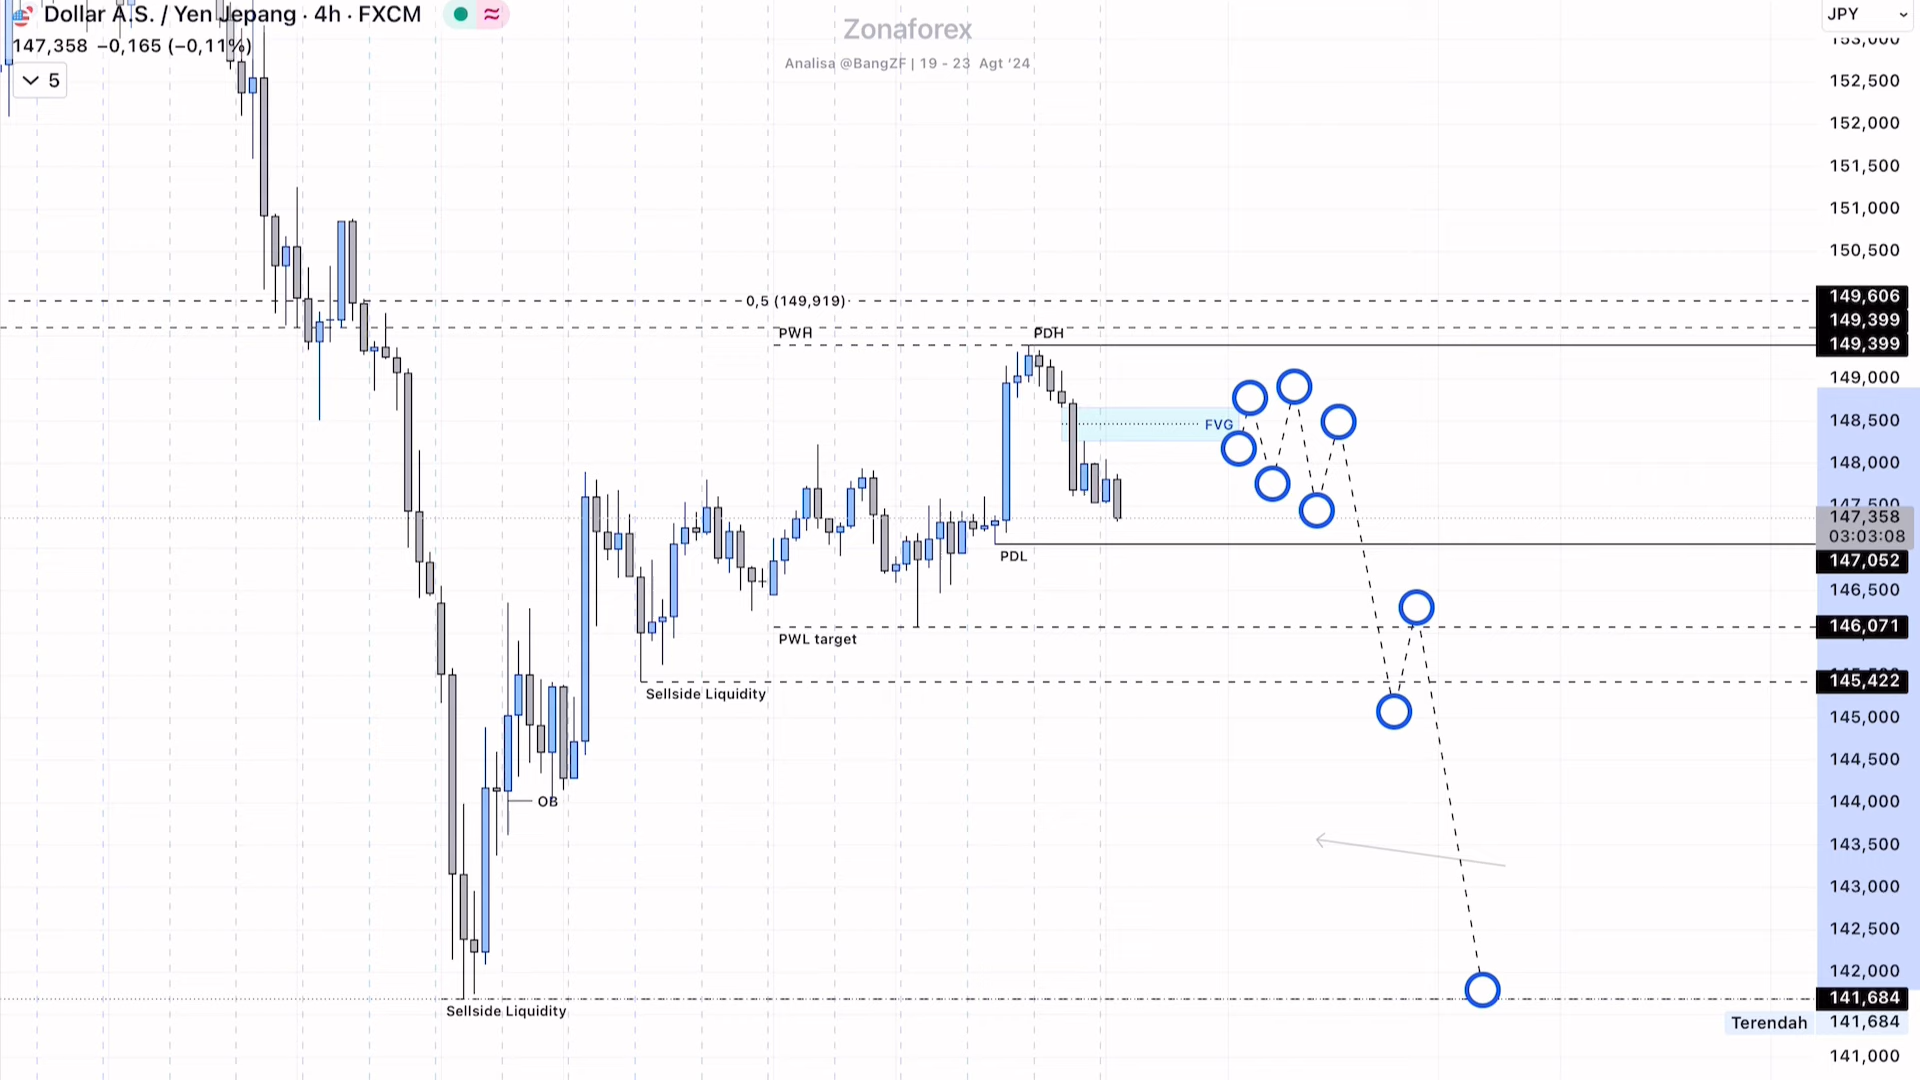 Dollar A.S. / Yen Jepang · 4h · FXCM
147,358 −0,165 (−0,11%)
5
Zonaforex
Analisa @BangZF | 19 - 23 Agt ‘24
JPY
153,000
152,500
152,000
151,500
151,000
150,500
0,5 (149,919)
149,606
PWH
PDH
149,399
149,399
149,000
148,500
FVG
148,000
147,500
147,358
03:03:08
PDL
147,052
146,500
146,071
PWL target
145,422
Sellside Liquidity
145,000
144,500
OB
144,000
143,500
143,000
142,500
142,000
141,684
Sellside Liquidity
Terendah 141,684
141,000